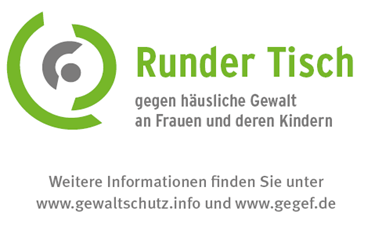 Runder Tisch
gegen häusliche Gewalt
an Frauen und deren Kindern
Weitere Informationen finden Sie unter
www.gewaltschutz.info und www.gegef.de